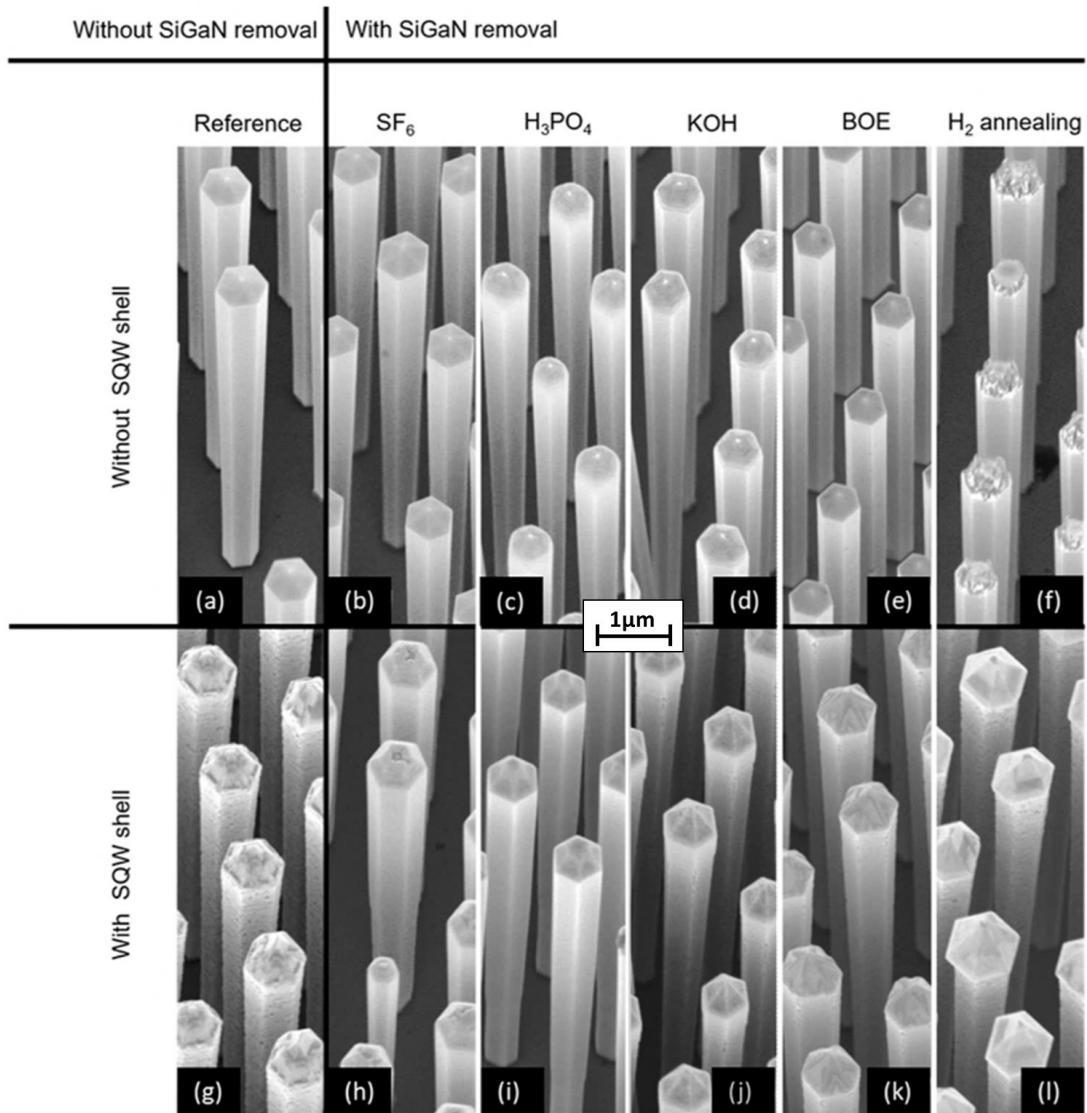 Without SiGaN removal
With SiGaN removal
Reference
SF₆
H₃PO₄
KOH
BOE
H₂ annealing
Without SQW shell
(a)
(b)
(c)
(d)
(e)
(f)
1µm
With SQW shell
(g)
(h)
(i)
(j)
(k)
(l)